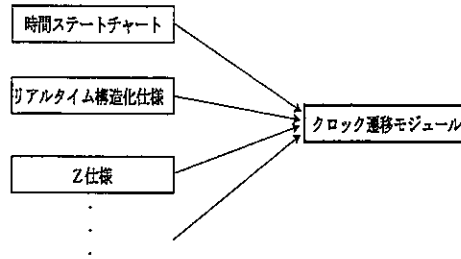 時間ステートチャート
リアルタイム構造化仕様
クロック遷移モジュール
Z仕様